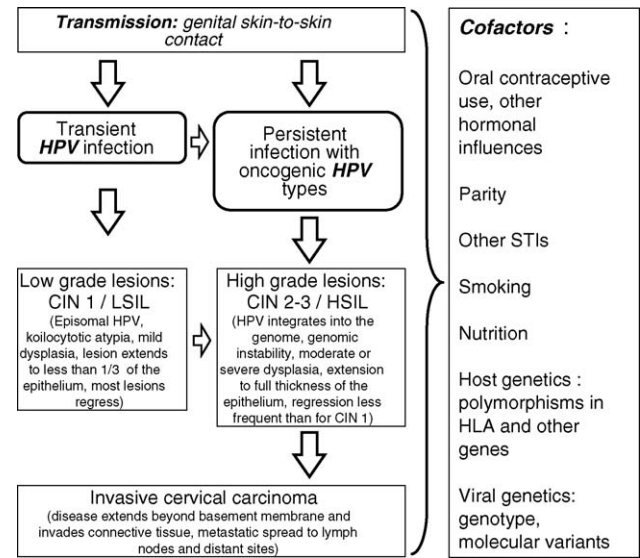 Transmission: genital skin-to-skin
contact
Transient
HPV infection
Persistent
infection with
oncogenic HPV
types
Low grade lesions:
CIN 1 / LSIL
(Episomal HPV,
koilocytotic atypia, mild
dysplasia, lesion extends
to less than 1/3 of the
epithelium, most lesions
regress)
High grade lesions:
CIN 2-3 / HSIL
(HPV integrates into the
genome, genomic
instability, moderate or
severe dysplasia, extension
to full thickness of the
epithelium, regression less
frequent than for CIN 1)
Invasive cervical carcinoma
(disease extends beyond basement membrane and
invades connective tissue, metastatic spread to lymph
nodes and distant sites)
Cofactors :
Oral contraceptive
use, other
hormonal
influences
Parity
Other STIs
Smoking
Nutrition
Host genetics :
polymorphisms in
HLA and other
genes
Viral genetics:
genotype,
molecular variants